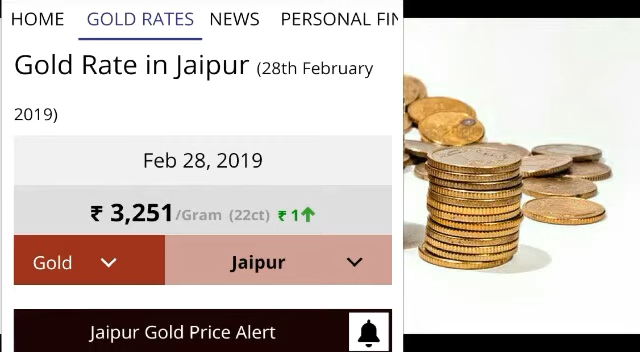 HOME GOLD RATES NEWS PERSONAL FIN
Gold Rate in Jaipur (28th February
2019)
Feb 28, 2019
₹ 3,251/Gram (22ct) ₹ 1↑
Gold Jaipur
Jaipur Gold Price Alert